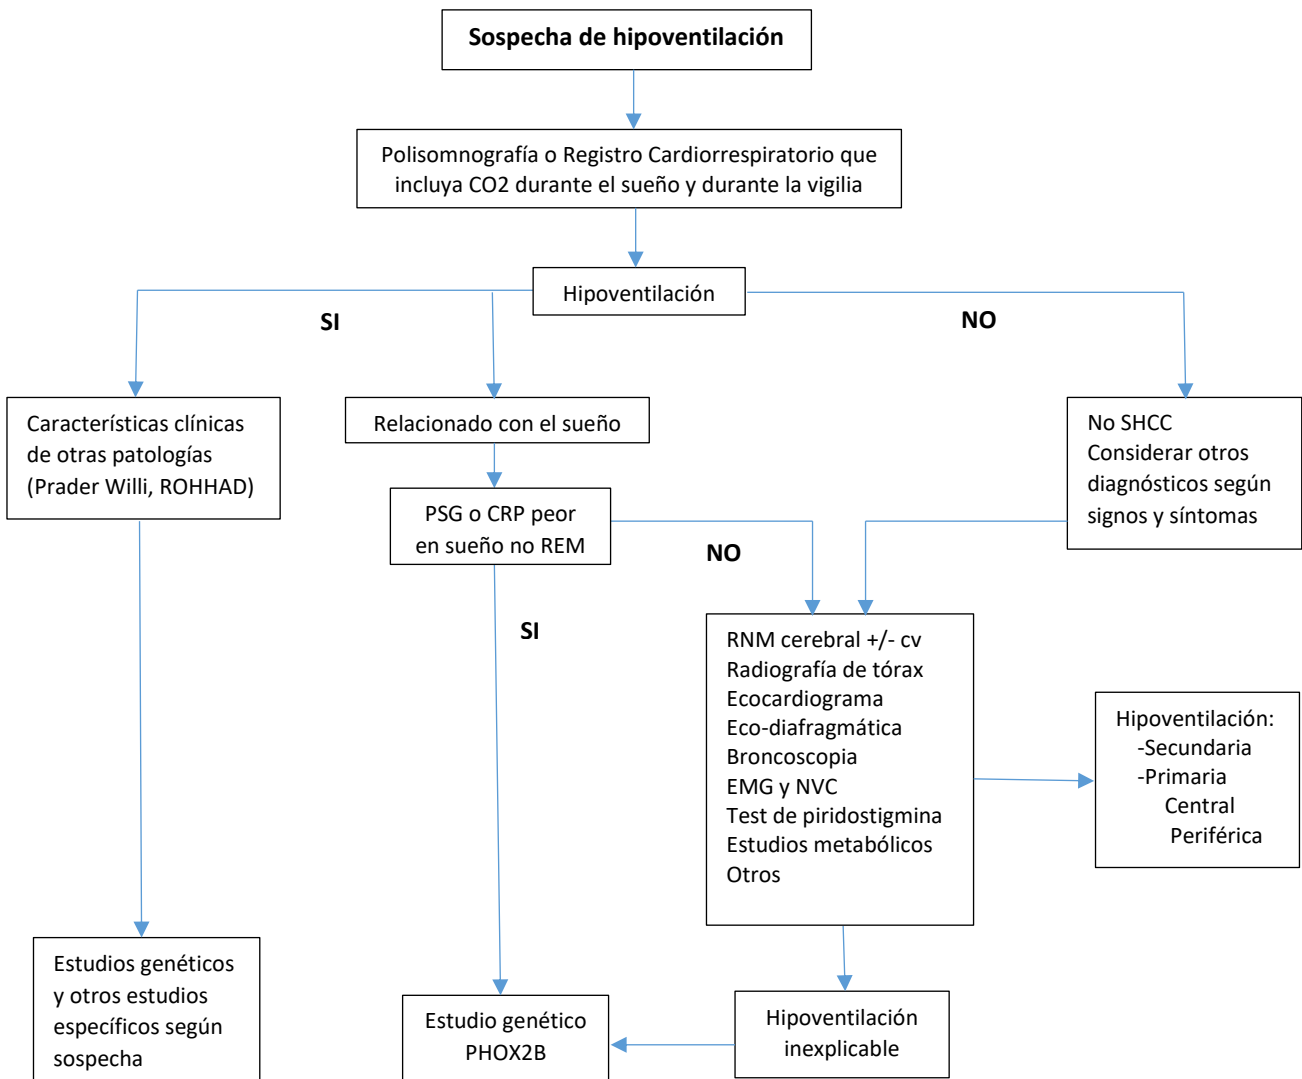 Sospecha de hipoventilación
Polisomnografía o Registro Cardiorrespiratorio que
incluya CO2 durante el sueño y durante la vigilia
Hipoventilación
SI
NO
Características clínicas
de otras patologías
(Prader Willi, ROHHAD)
Relacionado con el sueño
No SHCC
Considerar otros
diagnósticos según
signos y síntomas
PSG o CRP peor
en sueño no REM
NO
SI
RNM cerebral +/- cv
Radiografía de tórax
Ecocardiograma
Eco-diafragmática
Broncoscopia
EMG y NVC
Test de piridostigmina
Estudios metabólicos
Otros
Hipoventilación:
-Secundaria
-Primaria
Central
Periférica
Estudios genéticos
y otros estudios
específicos según
sospecha
Estudio genético
PHOX2B
Hipoventilación
inexplicable